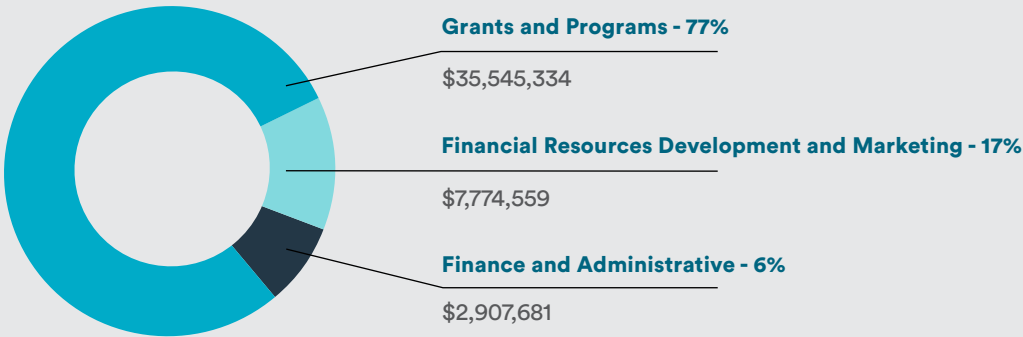 Grants and Programs - 77%
$35,545,334
Financial Resources Development and Marketing - 17%
$7,774,559
Finance and Administrative - 6%
$2,907,681